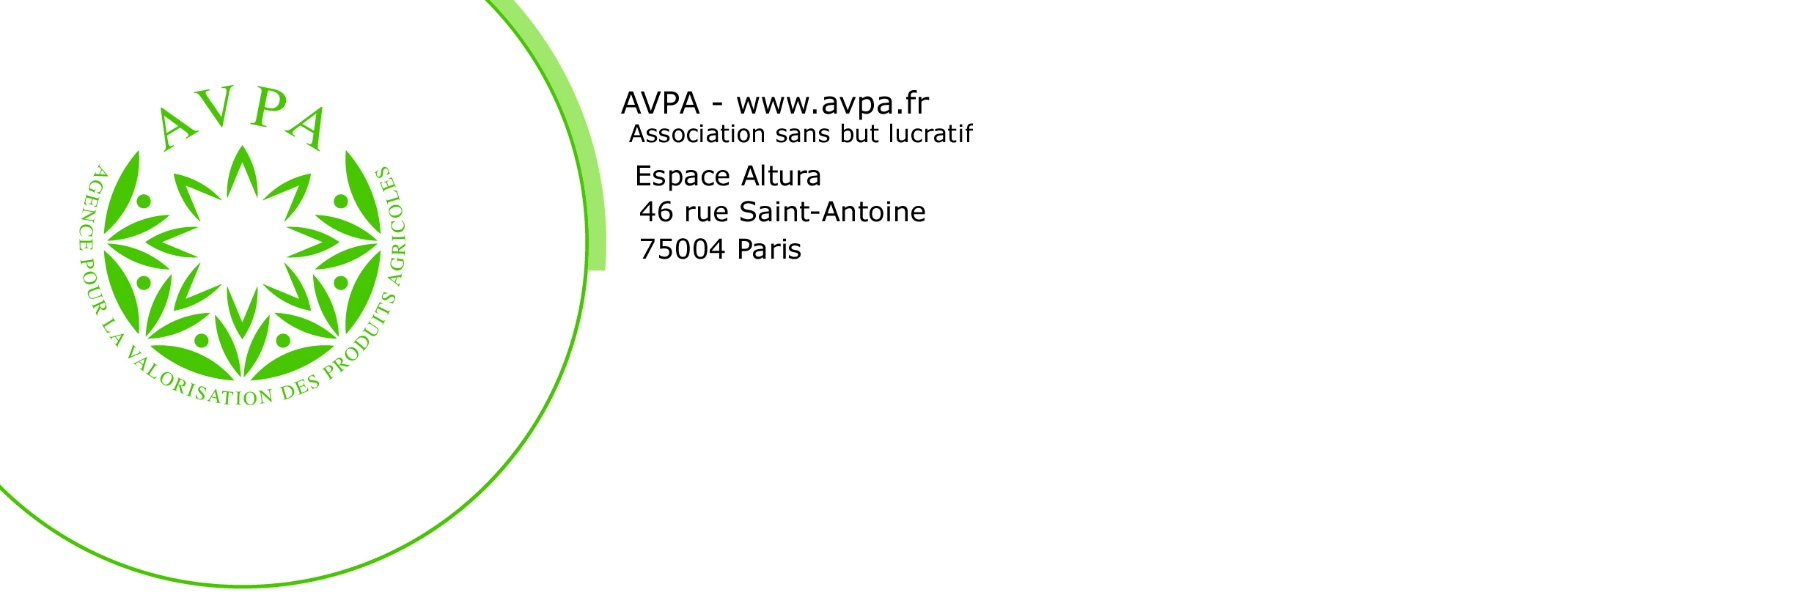 AVPA
AGENCE POUR LA VALORISATION DES PRODUITS AGRICOLES
AVPA - www.avpa.fr
Association sans but lucratif
Espace Altura
46 rue Saint-Antoine
75004 Paris